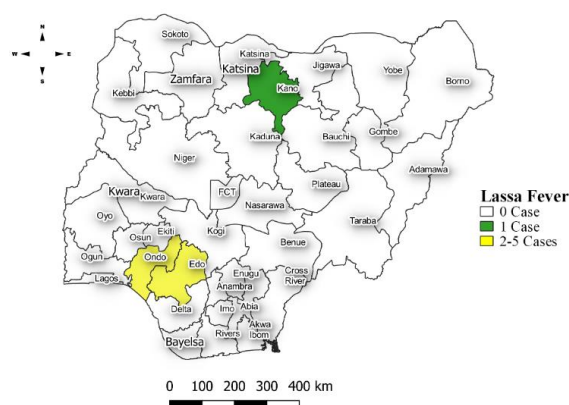 N
W E
S
Sokoto
Katsina
Katsina
Jigawa
Yobe
Borno
Zamfara
Kano
Kebbi
Kaduna
Bauchi
Gombe
Niger
Adamawa
Kwara
Kwara
FCT
Plateau
Nasarawa
Taraba
Oyo
Osun
Ekiti
Kogi
Benue
Ogun
Ondo
Edo
Lagos
Enugu
Anambra
Cross
River
Delta
Imo
Abia
Akwa
Ibom
Rivers
Bayelsa
Lassa Fever
0 Case
1 Case
2-5 Cases
0 100 200 300 400 km